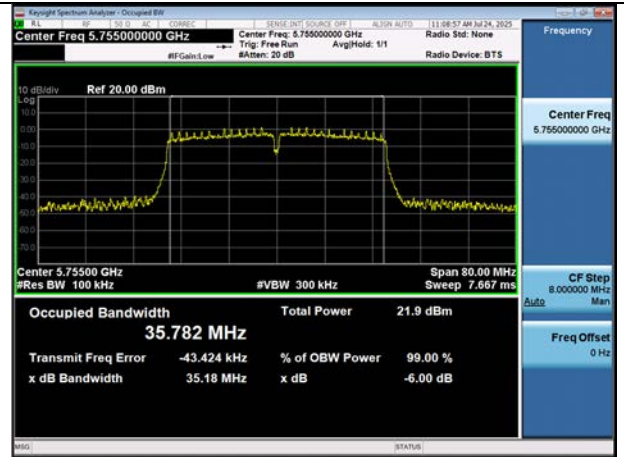 Keysight Spectrum Analyzer - Occupied BW
RL RF 50 Ω AC CORREC SENSE:INT SOURCE OFF ALIGN AUTO 11:08:57 AM Jul 24, 2025
Center Freq 5.755000000 GHz Center Freq: 5.755000000 GHz Radio Std: None Frequency
Trig: Free Run Avg|Hold: 1/1
#IFGain:Low #Atten: 20 dB Radio Device: BTS
10 dB/div Ref 20.00 dBm
Log
10.0
0.00
-10.0
-20.0
-30.0
-40.0
-50.0
-60.0
-70.0
Center Freq
5.755000000 GHz
Center 5.75500 GHz Span 80.00 MHz
#Res BW 100 kHz #VBW 300 kHz Sweep 7.667 ms
CF Step
8.000000 MHz
Auto Man
Occupied Bandwidth Total Power 21.9 dBm
35.782 MHz
Freq Offset
0 Hz
Transmit Freq Error -43.424 kHz % of OBW Power 99.00 %
x dB Bandwidth 35.18 MHz x dB -6.00 dB
MSG STATUS